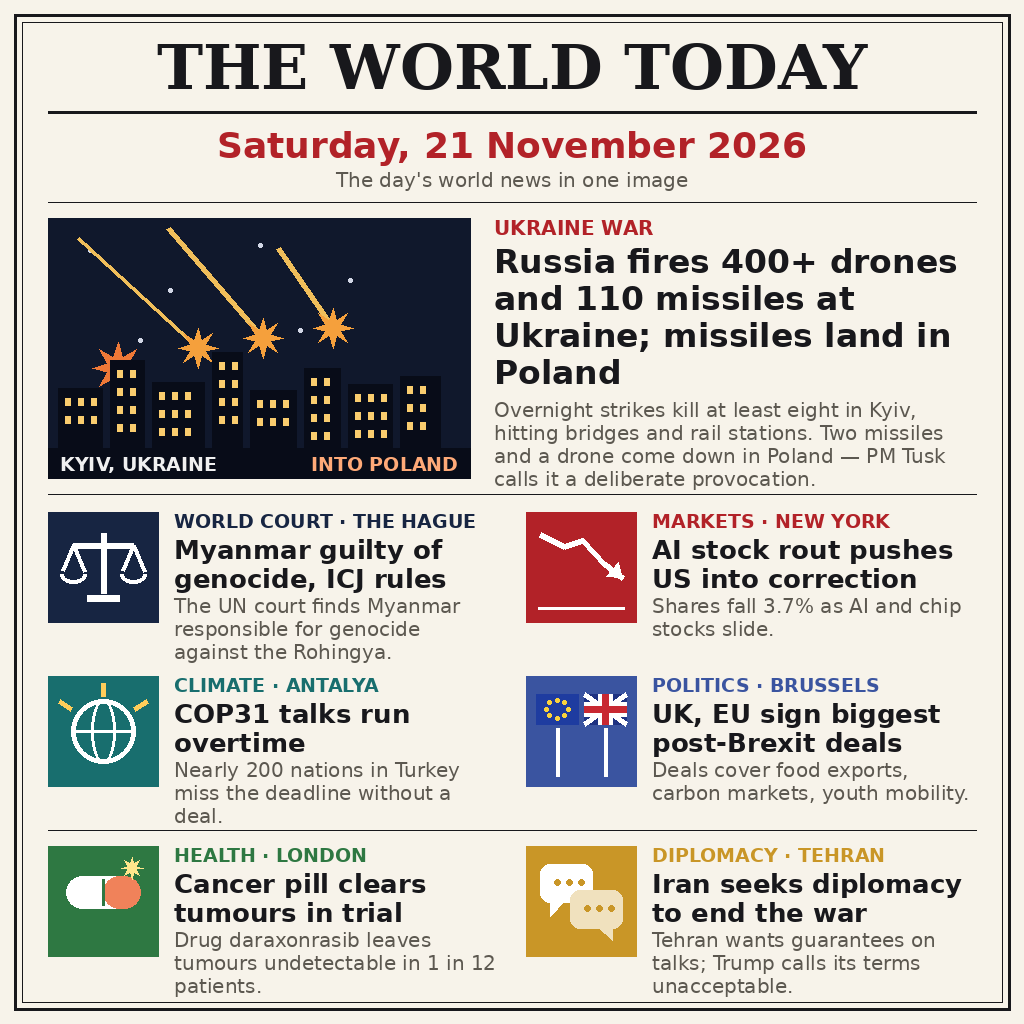 THE WORLD TODAY
Saturday, 21 November 2026
The day's world news in one image
KYIV, UKRAINE
INTO POLAND
UKRAINE WAR
Russia fires 400+ drones
and 110 missiles at
Ukraine; missiles land in
Poland
Overnight strikes kill at least eight in Kyiv,
hitting bridges and rail stations. Two missiles
and a drone come down in Poland — PM Tusk
calls it a deliberate provocation.
WORLD COURT · THE HAGUE
Myanmar guilty of
genocide, ICJ rules
The UN court finds Myanmar
responsible for genocide
against the Rohingya.
MARKETS · NEW YORK
AI stock rout pushes
US into correction
Shares fall 3.7% as AI and chip
stocks slide.
CLIMATE · ANTALYA
COP31 talks run
overtime
Nearly 200 nations in Turkey
miss the deadline without a
deal.
POLITICS · BRUSSELS
UK, EU sign biggest
post-Brexit deals
Deals cover food exports,
carbon markets, youth mobility.
HEALTH · LONDON
Cancer pill clears
tumours in trial
Drug daraxonrasib leaves
tumours undetectable in 1 in 12
patients.
DIPLOMACY · TEHRAN
Iran seeks diplomacy
to end the war
Tehran wants guarantees on
talks; Trump calls its terms
unacceptable.